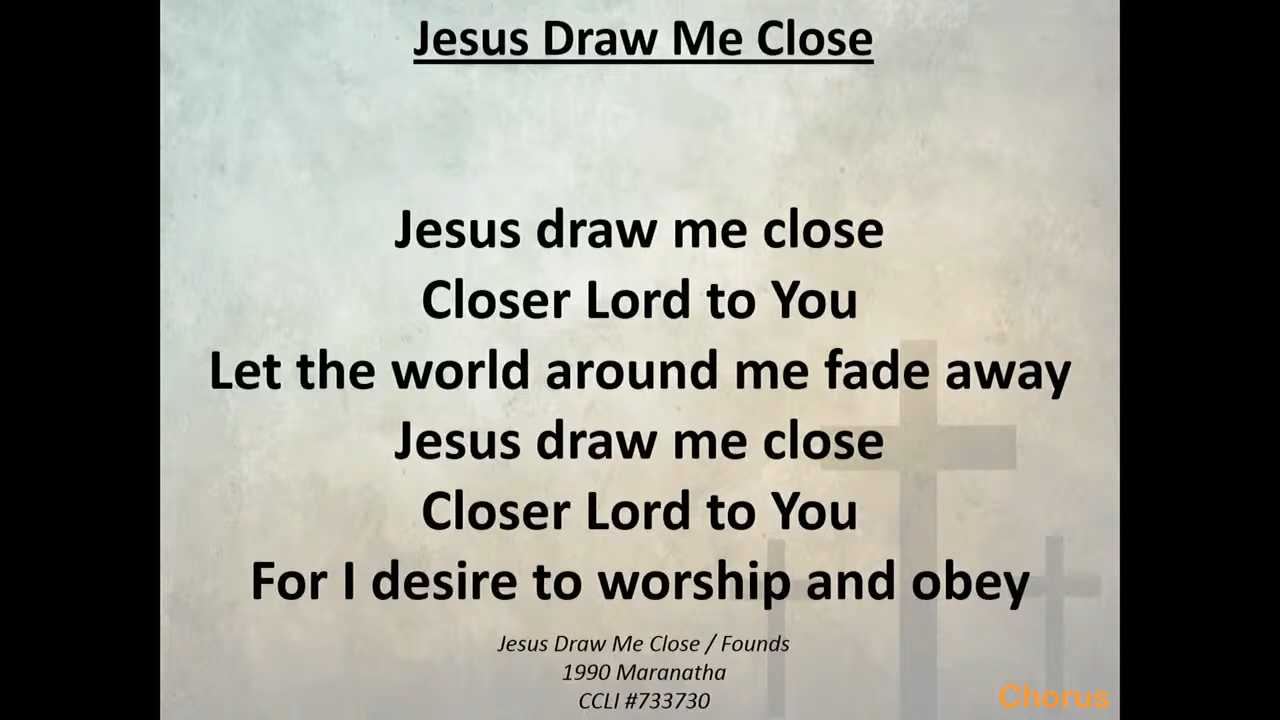 Jesus Draw Me Close
Jesus draw me close
Closer Lord to You
Let the world around me fade away
Jesus draw me close
Closer Lord to You
For I desire to worship and obey
Jesus Draw Me Close / Founds
1990 Maranatha
CCLI #733730
Chorus